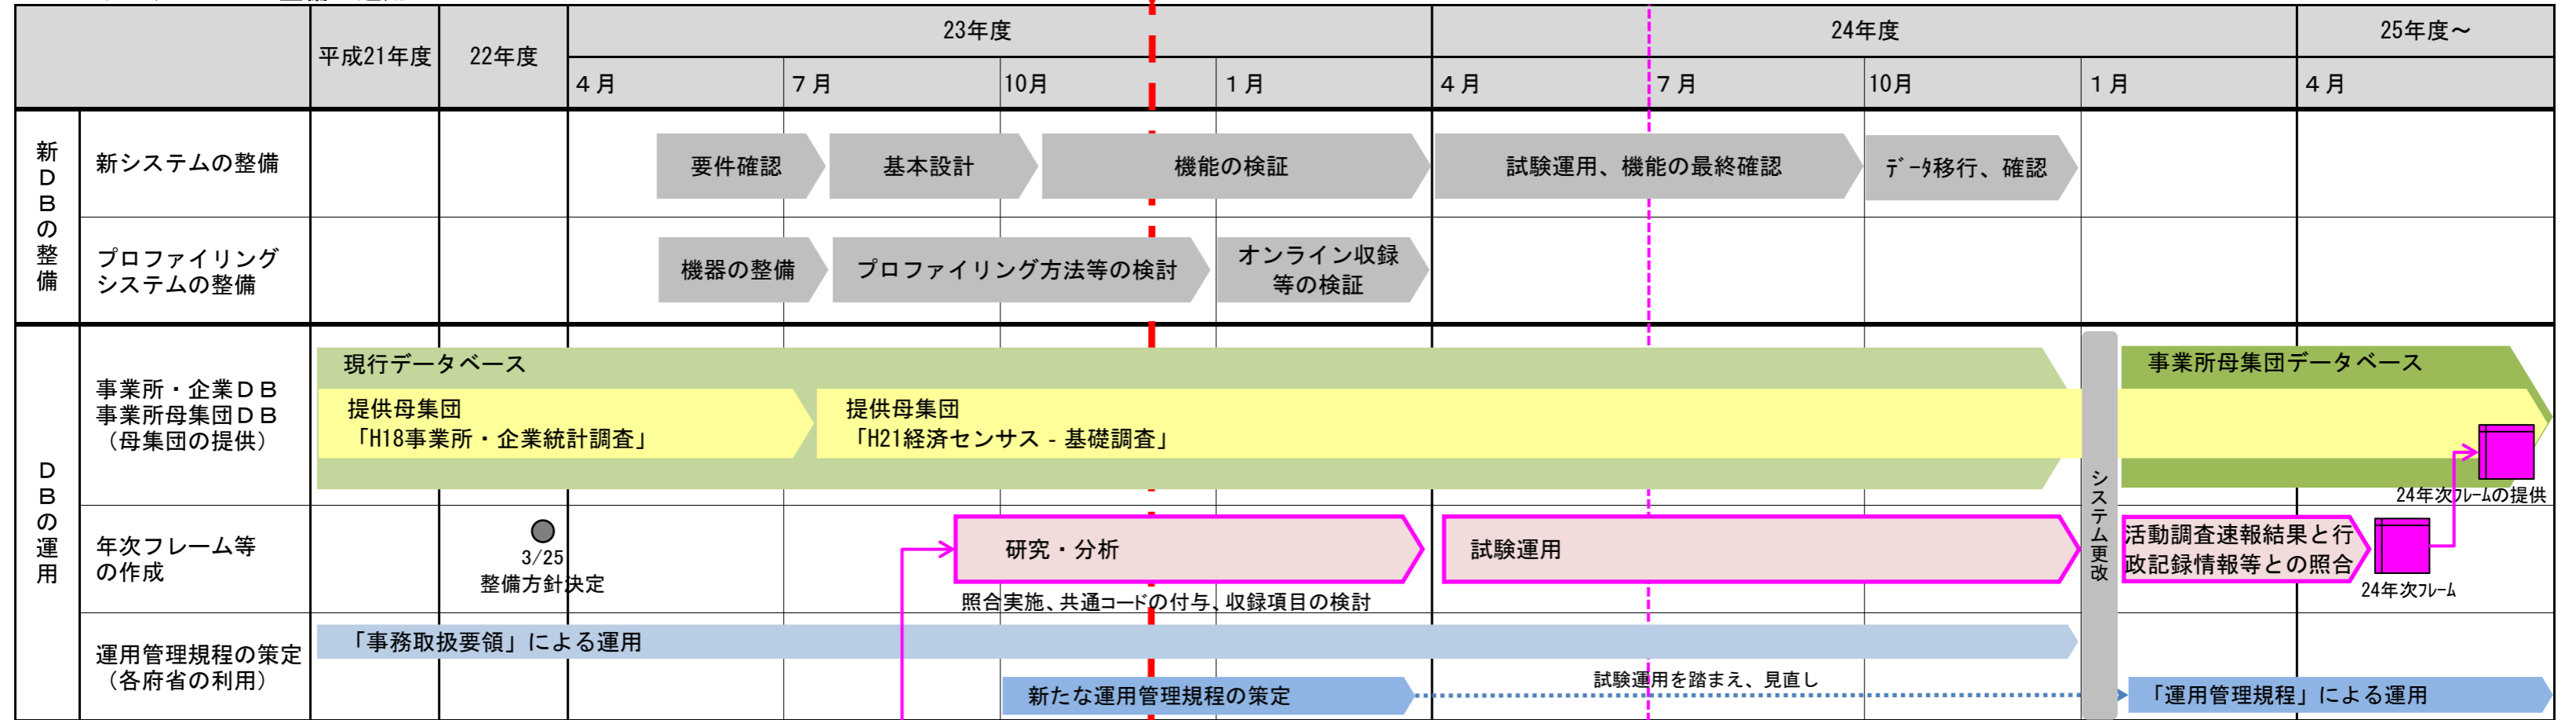 平成21年度
22年度
23年度
24年度
25年度～
４月
７月
10月
１月
４月
７月
10月
１月
４月
新ＤＢの整備
新システムの整備
要件確認
基本設計
機能の検証
試験運用、機能の最終確認
ﾃﾞｰﾀ移行、確認
プロファイリング
システムの整備
機器の整備
プロファイリング方法等の検討
オンライン収録
等の検証
ＤＢの運用
事業所・企業ＤＢ
事業所母集団ＤＢ
（母集団の提供）
現行データベース
提供母集団
「H18事業所・企業統計調査」
提供母集団
「H21経済センサス‐基礎調査」
システム更改
事業所母集団データベース
24年次ﾌﾚｰﾑの提供
年次フレーム等
の作成
3/25
整備方針決定
研究・分析
照合実施、共通コードの付与、収録項目の検討
試験運用
活動調査速報結果と行
政記録情報等との照合
24年次ﾌﾚｰﾑ
運用管理規程の策定
（各府省の利用）
「事務取扱要領」による運用
新たな運用管理規程の策定
試験運用を踏まえ、見直し
「運用管理規程」による運用